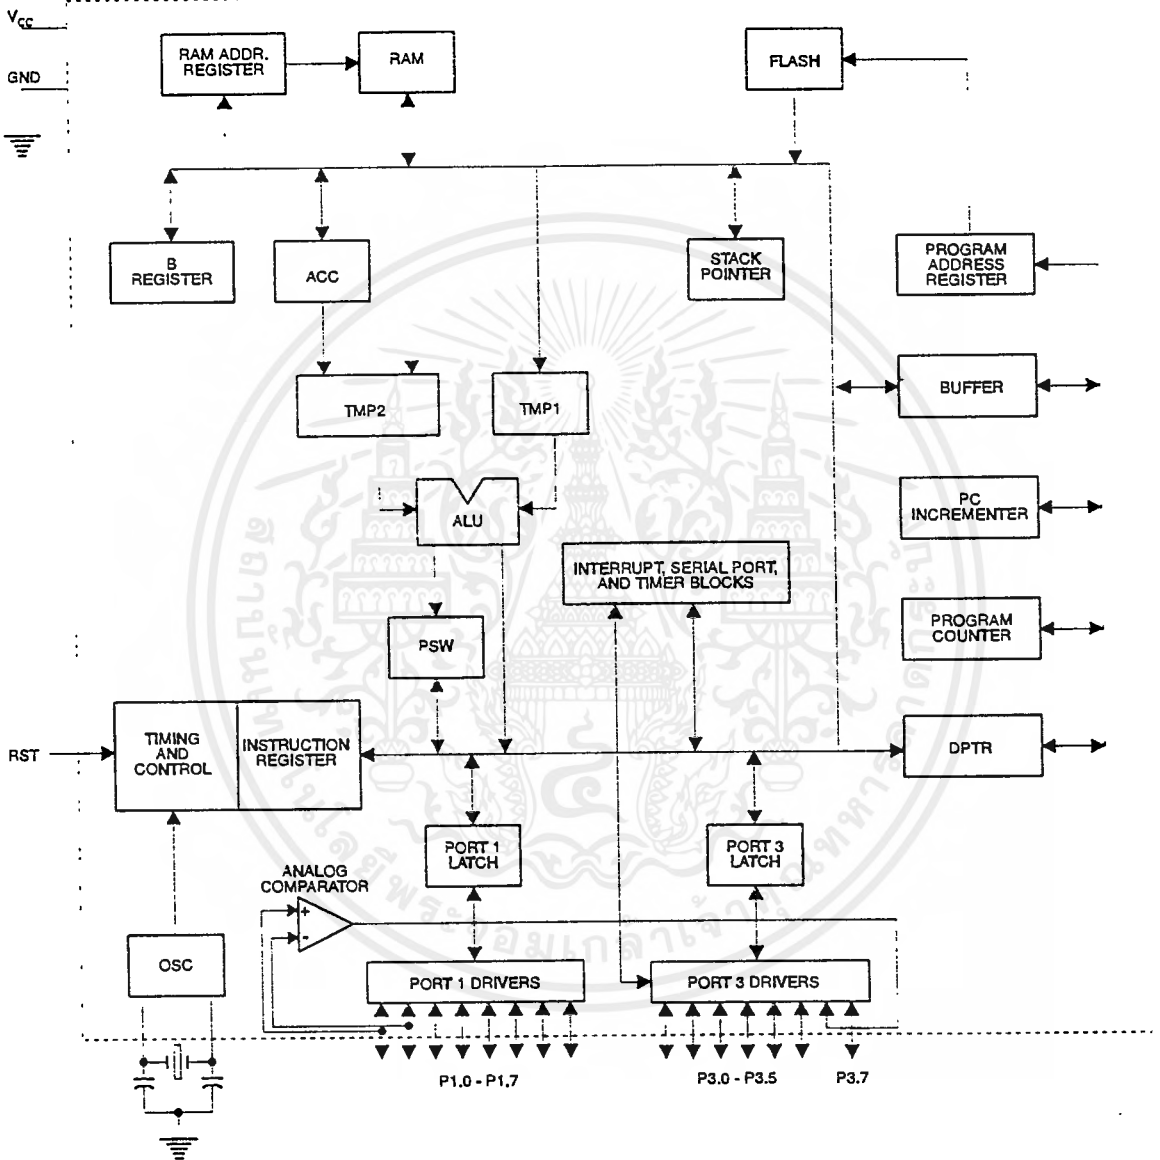 VCC
GND
RAM ADDR.
REGISTER
RAM
FLASH
B
REGISTER
ACC
STACK
POINTER
PROGRAM
ADDRESS
REGISTER
TMP2
TMP1
BUFFER
ALU
PC
INCREMENTER
INTERRUPT, SERIAL PORT,
AND TIMER BLOCKS
PSW
PROGRAM
COUNTER
RST
TIMING
AND
CONTROL
INSTRUCTION
REGISTER
DPTR
PORT 1
LATCH
PORT 3
LATCH
ANALOG
COMPARATOR
+
-
OSC
PORT 1 DRIVERS
PORT 3 DRIVERS
P1.0 - P1.7
P3.0 - P3.5
P3.7